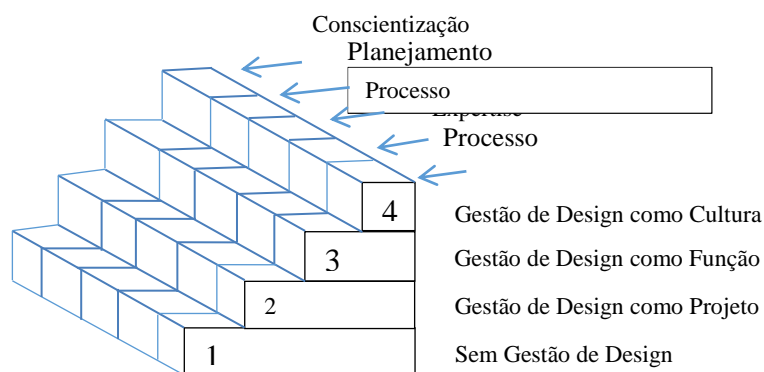 Conscientização
Planejamento
Processo
Expertise
Processo
4 Gestão de Design como Cultura
3 Gestão de Design como Função
2 Gestão de Design como Projeto
1 Sem Gestão de Design